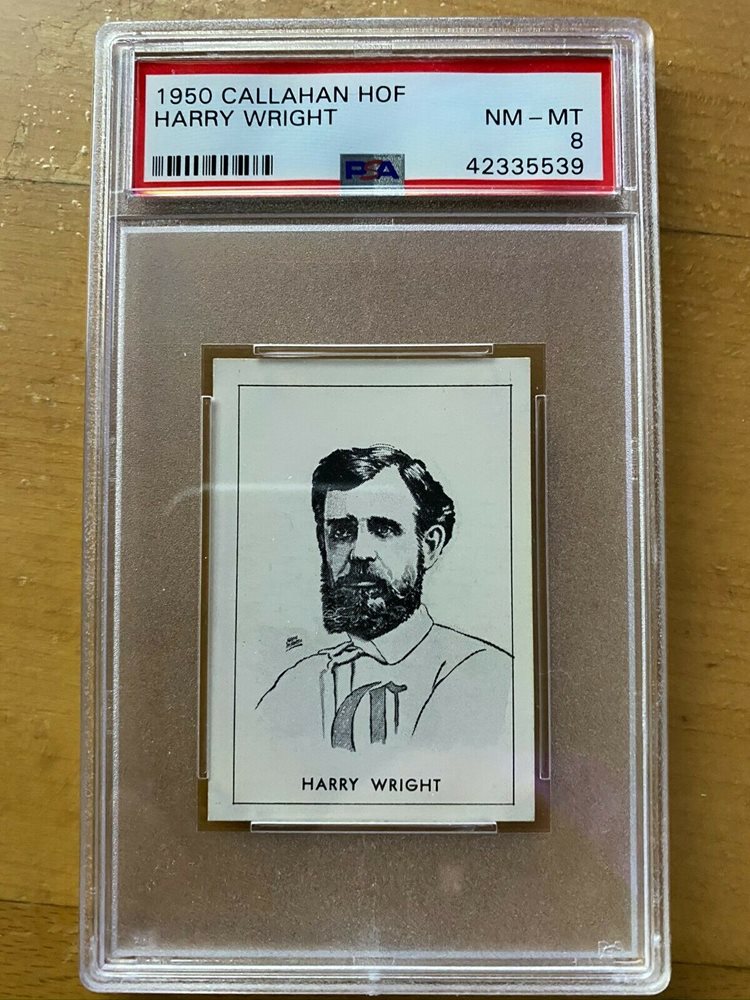 1950 CALLAHAN HOF
HARRY WRIGHT
NM – MT
8
PSA
42335539
C
HARRY WRIGHT